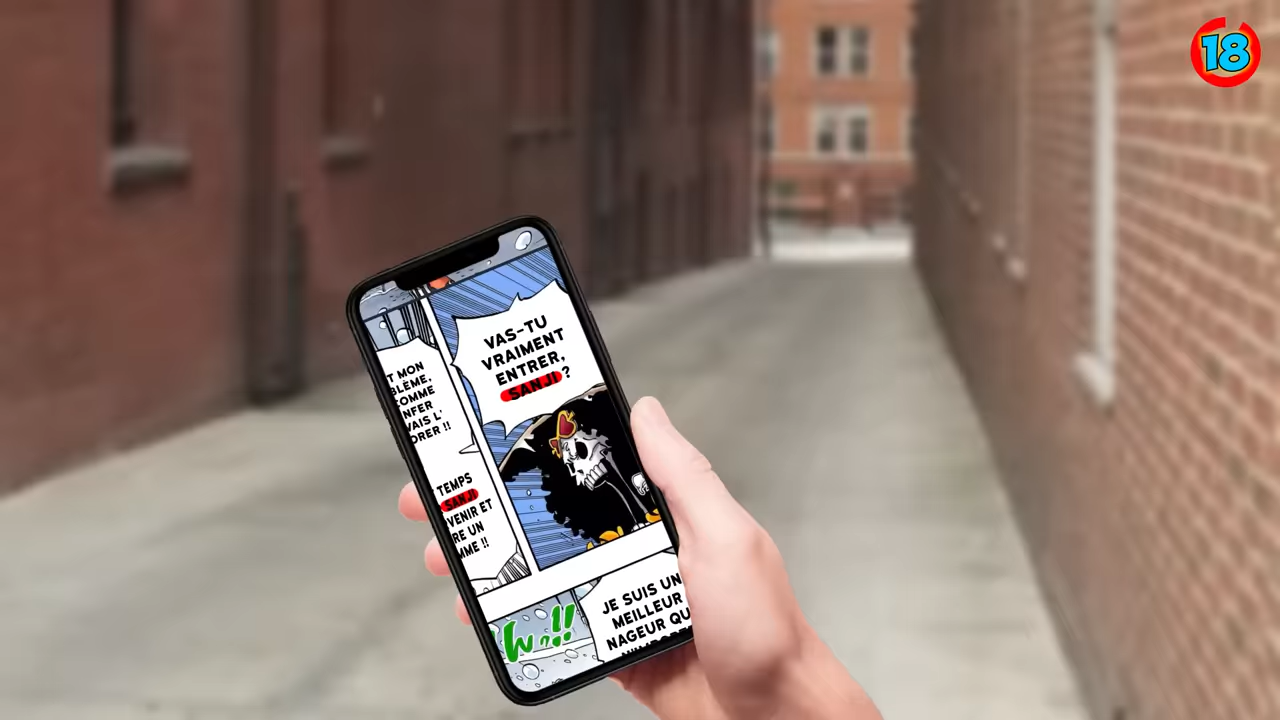 18
VAS-TU
VRAIMENT
ENTRER,
SANJI?
T MON
BLÈME,
COMME
NFER
VAIS L'
ORER !!
TEMPS
SANJI
VENIR ET
RE UN
MME !!
JE SUIS UN
MEILLEUR
NAGEUR QU